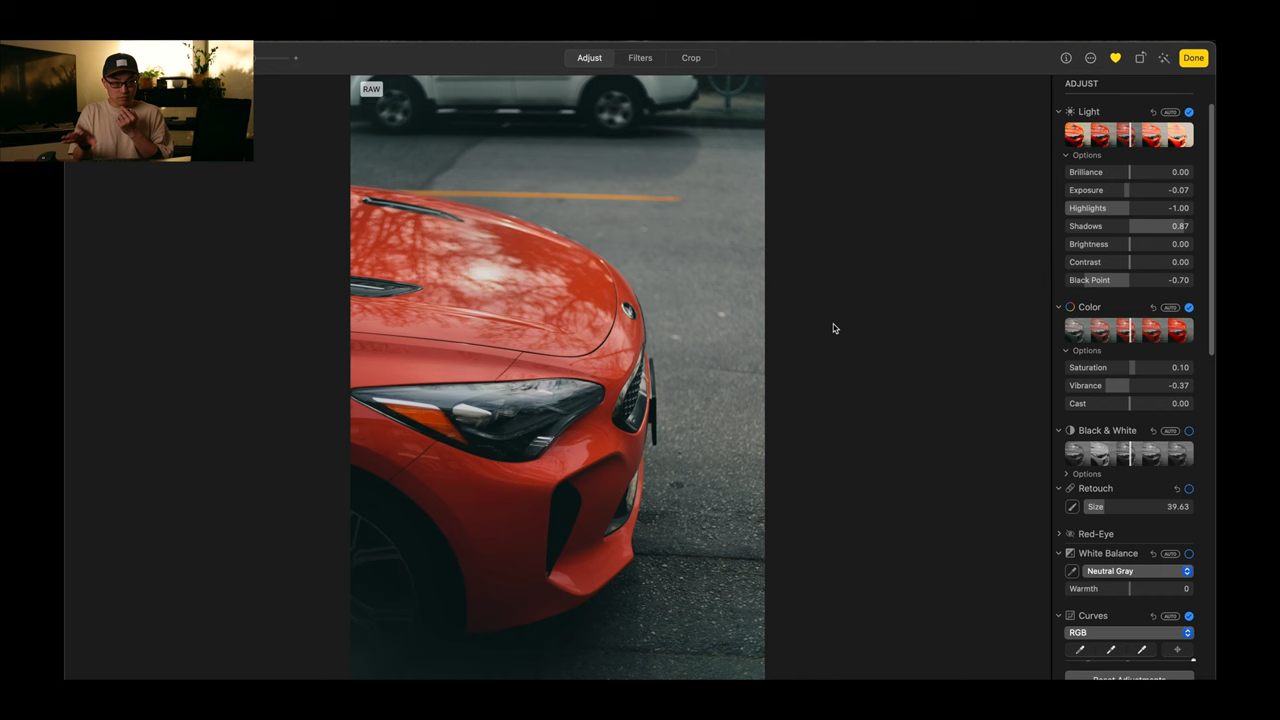 Adjust Filters Crop Done
RAW
ADJUST
Light AUTO
Options
Brilliance 0.00
Exposure -0.07
Highlights -1.00
Shadows 0.87
Brightness 0.00
Contrast 0.00
Black Point -0.70
Color AUTO
Options
Saturation 0.10
Vibrance -0.37
Cast 0.00
Black & White AUTO
Options
Retouch
Size 39.63
Red-Eye
White Balance AUTO
Neutral Gray
Warmth 0
Curves AUTO
RGB
Reset Adjustments